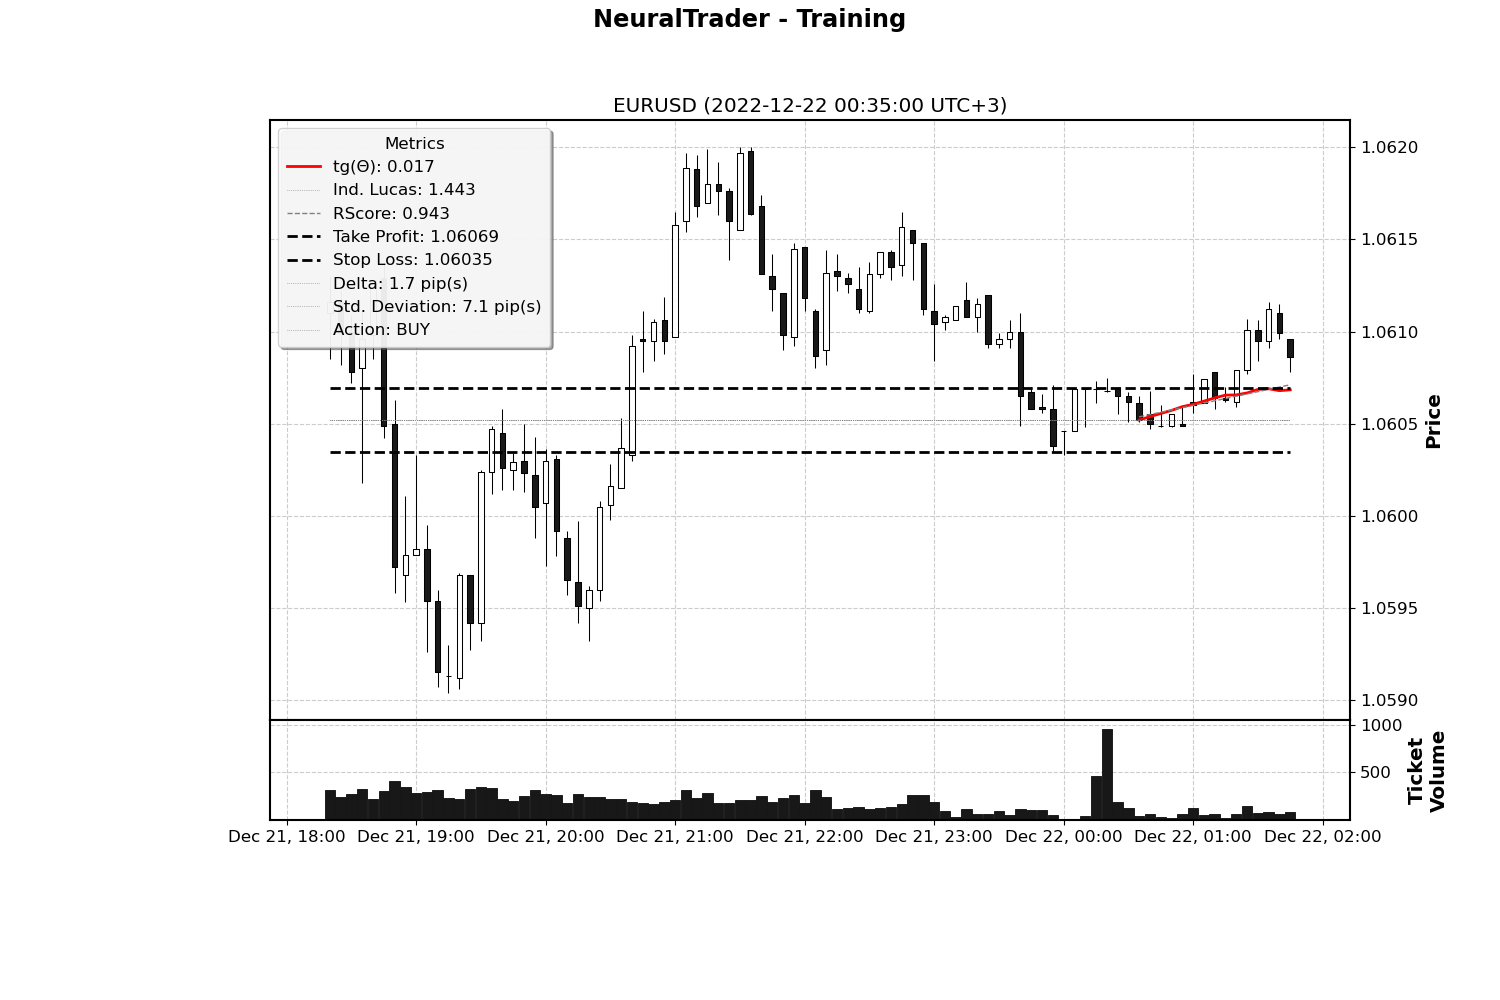 NeuralTrader - Training
EURUSD (2022-12-22 00:35:00 UTC+3)
Metrics
tg(Θ): 0.017
Ind. Lucas: 1.443
RScore: 0.943
Take Profit: 1.06069
Stop Loss: 1.06035
Delta: 1.7 pip(s)
Std. Deviation: 7.1 pip(s)
Action: BUY
1.0620
1.0615
1.0610
1.0605
1.0600
1.0595
1.0590
Price
1000
500
Ticket
Volume
Dec 21, 18:00 Dec 21, 19:00 Dec 21, 20:00 Dec 21, 21:00 Dec 21, 22:00 Dec 21, 23:00 Dec 22, 00:00 Dec 22, 01:00 Dec 22, 02:00